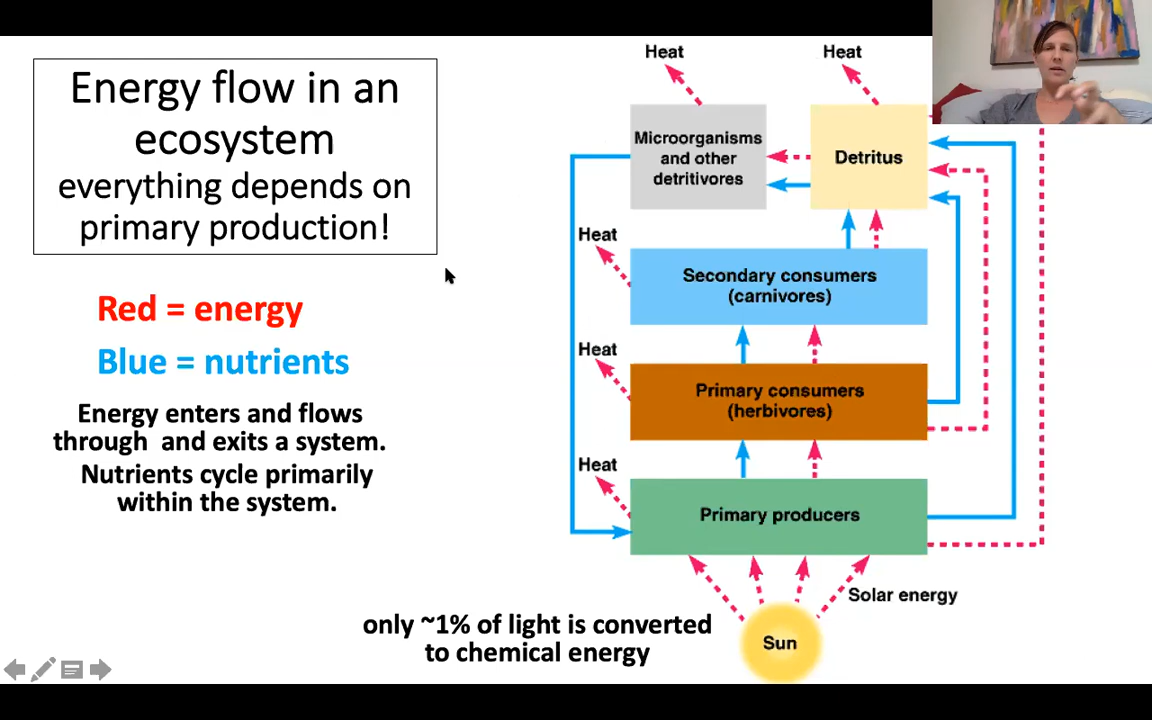 Energy flow in an
ecosystem
everything depends on
primary production!
Red = energy
Blue = nutrients
Energy enters and flows
through and exits a system.
Nutrients cycle primarily
within the system.
Heat
Heat
Microorganisms
and other
detritivores
Detritus
Heat
Secondary consumers
(carnivores)
Heat
Primary consumers
(herbivores)
Heat
Primary producers
Solar energy
Sun
only ~1% of light is converted
to chemical energy